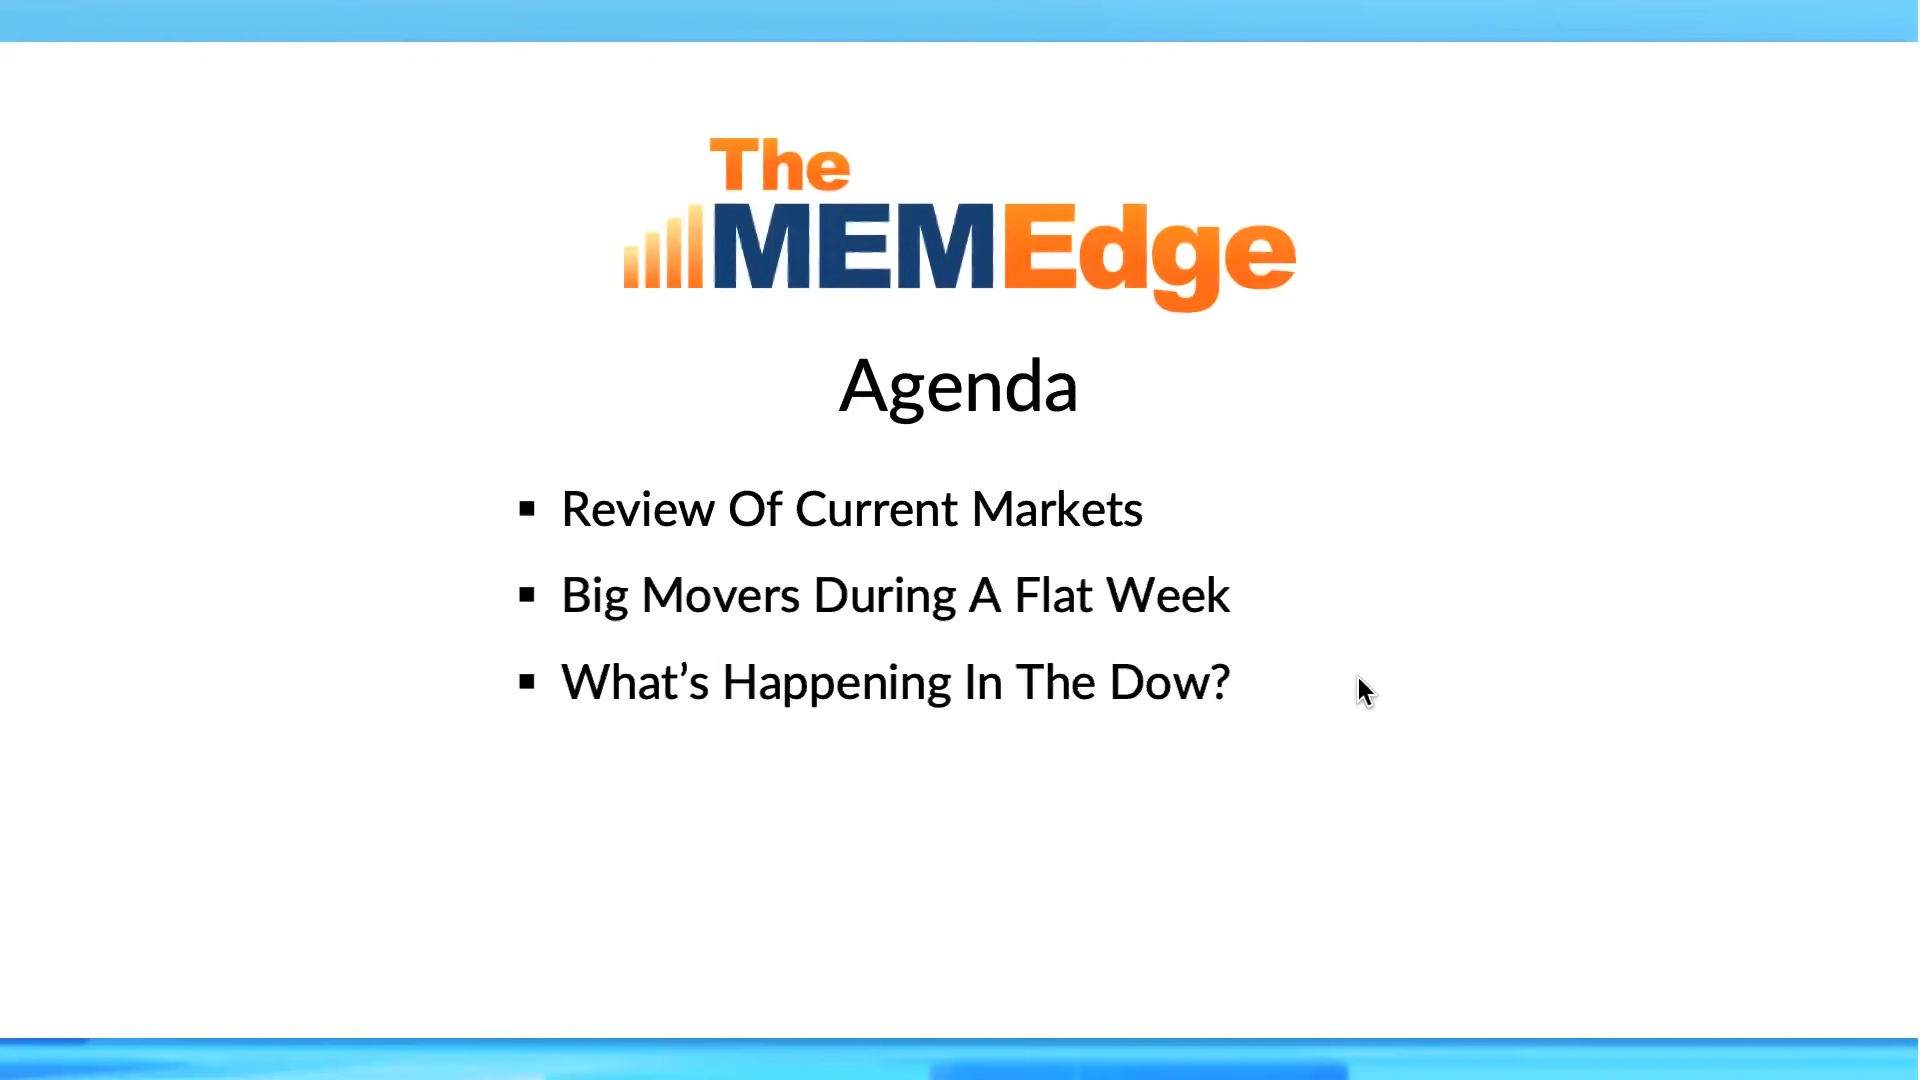 The
MEMEdge
Agenda
▪ Review Of Current Markets
▪ Big Movers During A Flat Week
▪ What’s Happening In The Dow?